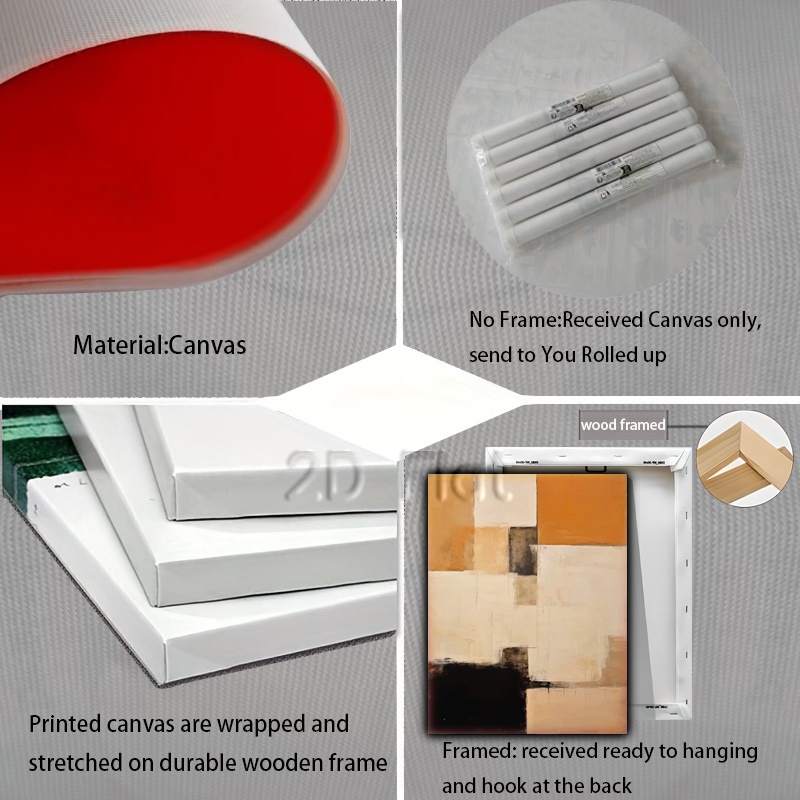 Material:Canvas
No Frame:Received Canvas only,
send to You Rolled up
2D Flat
wood framed
Printed canvas are wrapped and
stretched on durable wooden frame
Framed: received ready to hanging
and hook at the back